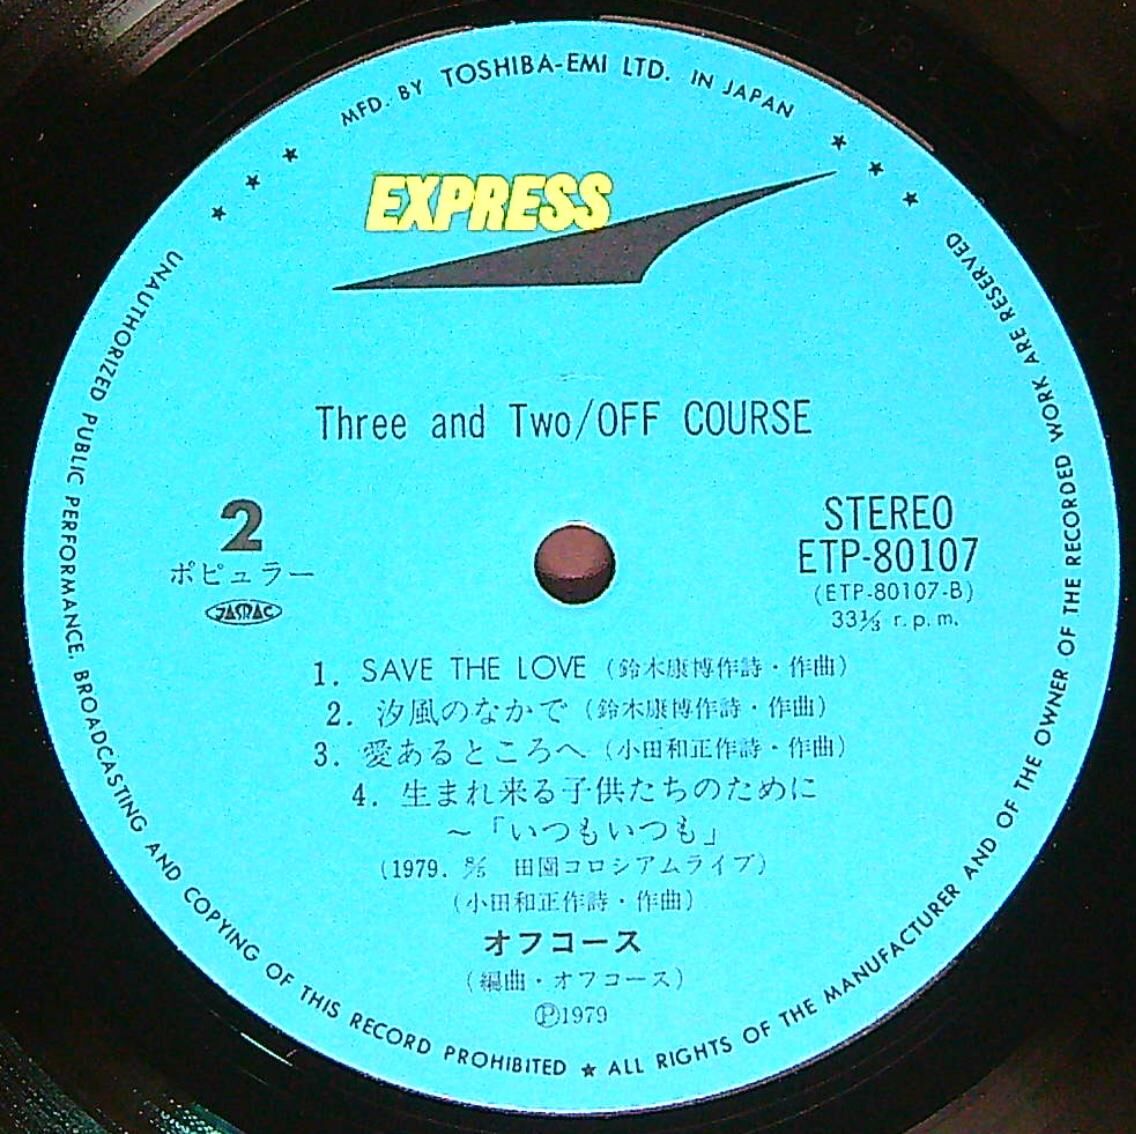 MFD. BY TOSHIBA-EMI LTD. IN JAPAN
EXPRESS
Three and Two/OFF COURSE
2
ポピュラー
JASRAC
STEREO
ETP-80107
(ETP-80107-B)
33⅓ r.p.m.
1. SAVE THE LOVE (鈴木康博作詩・作曲)
2. 汐風のなかで (鈴木康博作詩・作曲)
3. 愛あるところへ (小田和正作詩・作曲)
4. 生まれ来る子供たちのために
～「いつもいつも」
(1979. 8/5 田園コロシアムライブ)
(小田和正作詩・作曲)
オフコース
(編曲・オフコース)
Ⓟ1979
UNAUTHORIZED PUBLIC PERFORMANCE, BROADCASTING AND COPYING OF THIS RECORD PROHIBITED ★ ALL RIGHTS OF THE MANUFACTURER AND OF THE OWNER OF THE RECORDED WORK ARE RESERVED